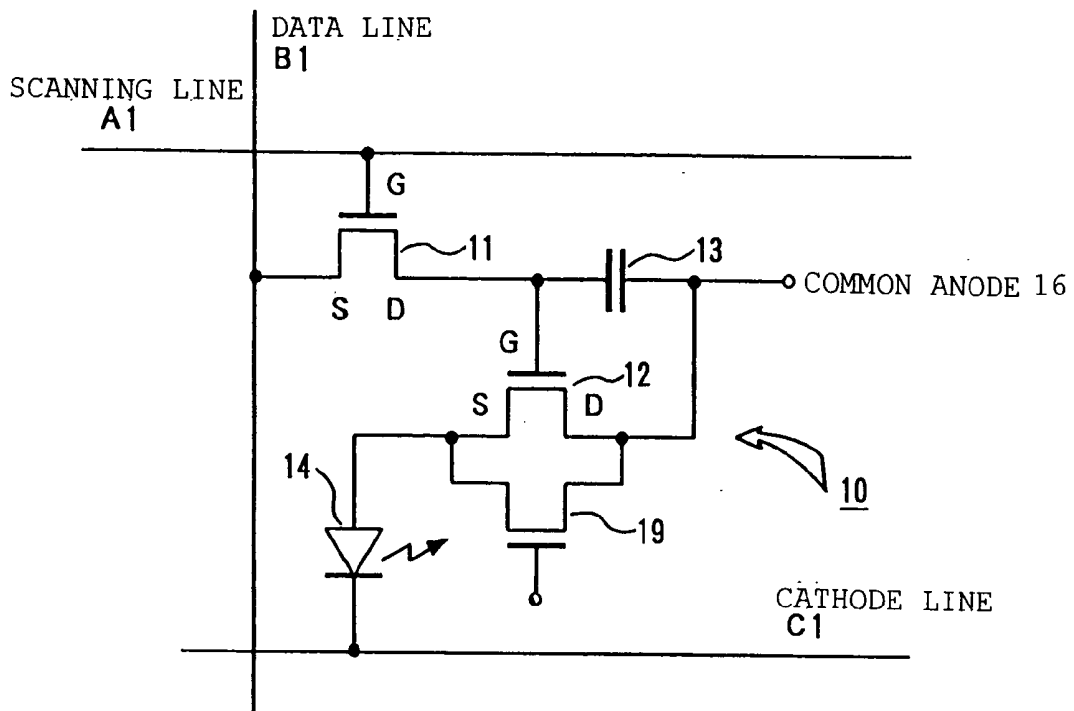 DATA LINE
B1
SCANNING LINE
A1
G
11
13
S D
COMMON ANODE 16
G
12
S D
14
10
19
CATHODE LINE
C1